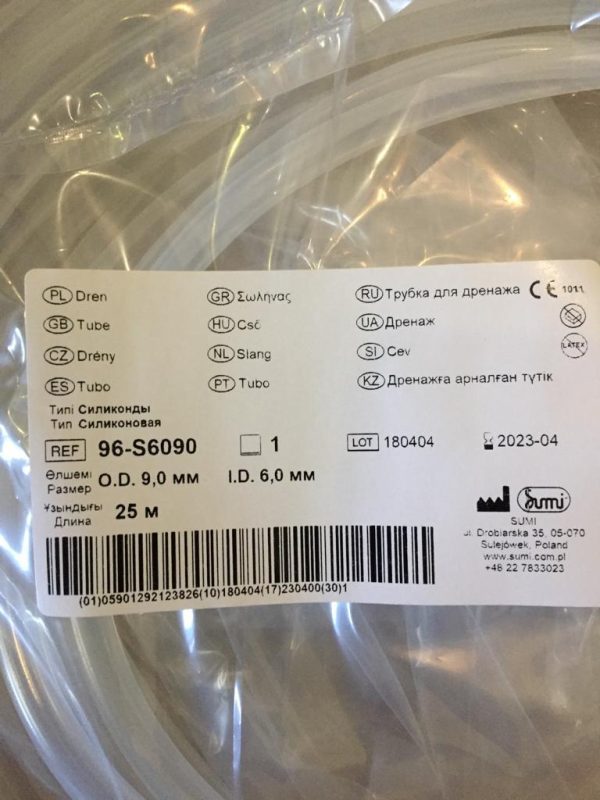 PL Dren
GR Σωληνας
RU Трубка для дренажа
CE 1011
GB Tube
HU Csč
UA Дренаж
CZ Drény
NL Slang
SI Cev
LATEX
ES Tubo
PT Tubo
KZ Дренажға арналған түтік
Типі Силиконды
Тип Силиконовая
REF 96-S6090
1
LOT 180404
2023-04
Өлшемі
Размер
O.D. 9,0 мм
I.D. 6,0 мм
Ұзындығы
Длина
25 м
Sumi
SUMI
ul. Drobiarska 35, 05-070
Sulejówek, Poland
www.sumi.com.pl
+48 22 7833023
(01)05901292123826(10)180404(17)230400(30)1